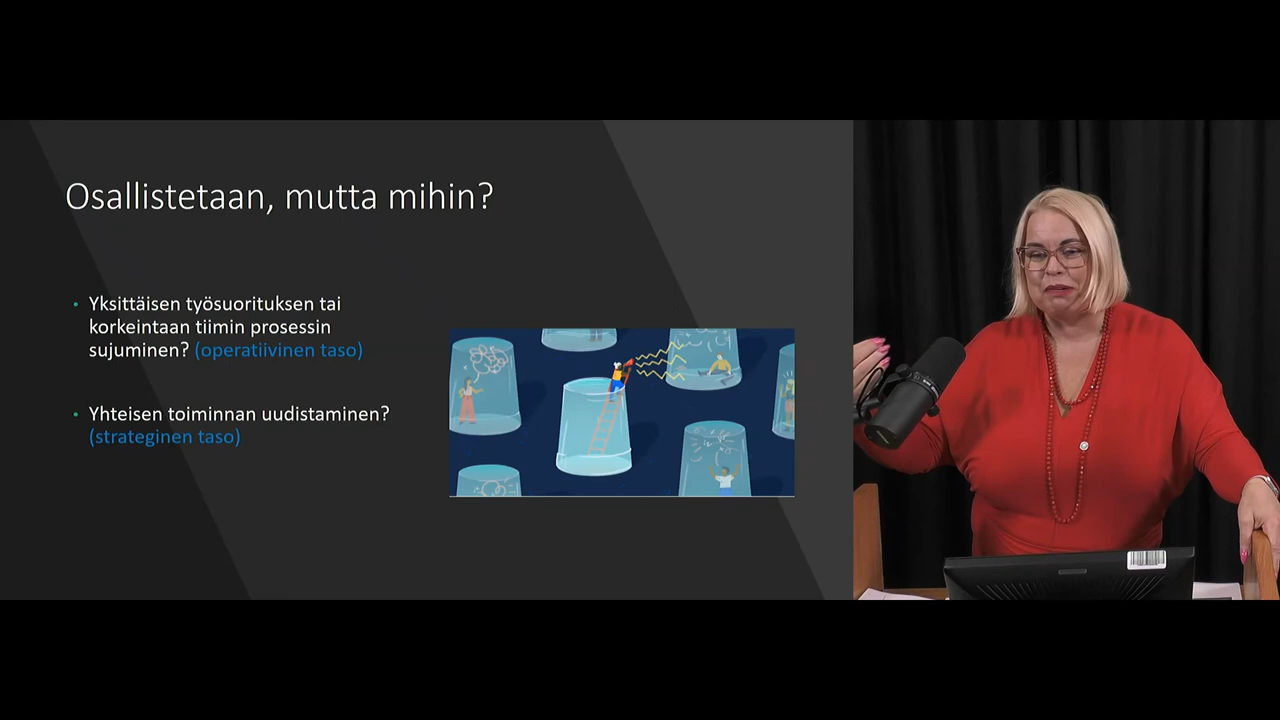 Osallistetaan, mutta mihin?
Yksittäisen työsuorituksen tai
korkeintaan tiimin prosessin
sujuminen? (operatiivinen taso)
Yhteisen toiminnan uudistaminen?
(strateginen taso)